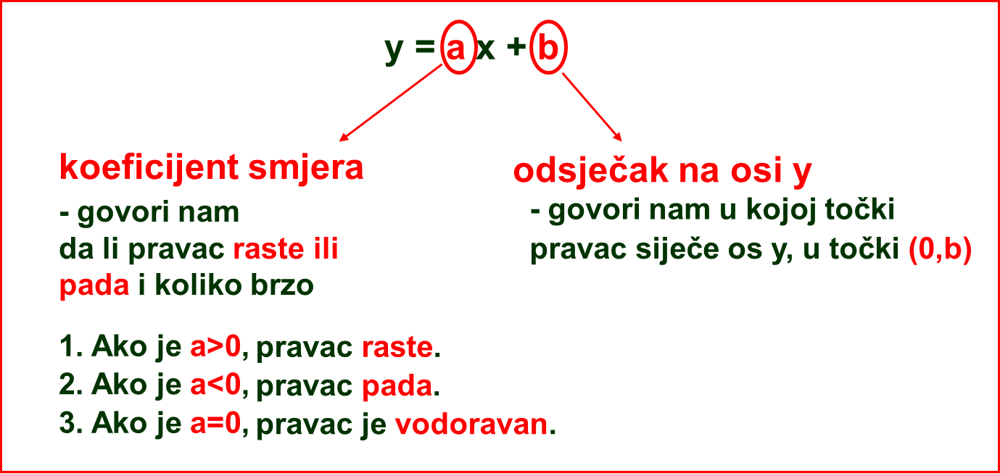 y = ax + b
koeficijent smjera
- govori nam
da li pravac raste ili
pada i koliko brzo
odsječak na osi y
- govori nam u kojoj točki
pravac siječe os y, u točki (0,b)
1. Ako je a>0, pravac raste.
2. Ako je a<0, pravac pada.
3. Ako je a=0, pravac je vodoravan.